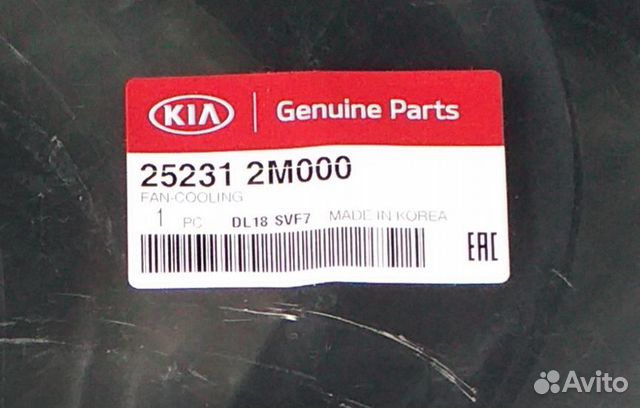 KIA Genuine Parts
25231 2M000
FAN-COOLING
1 PC DL18 SVF7 MADE IN KOREA
EAC
Avito